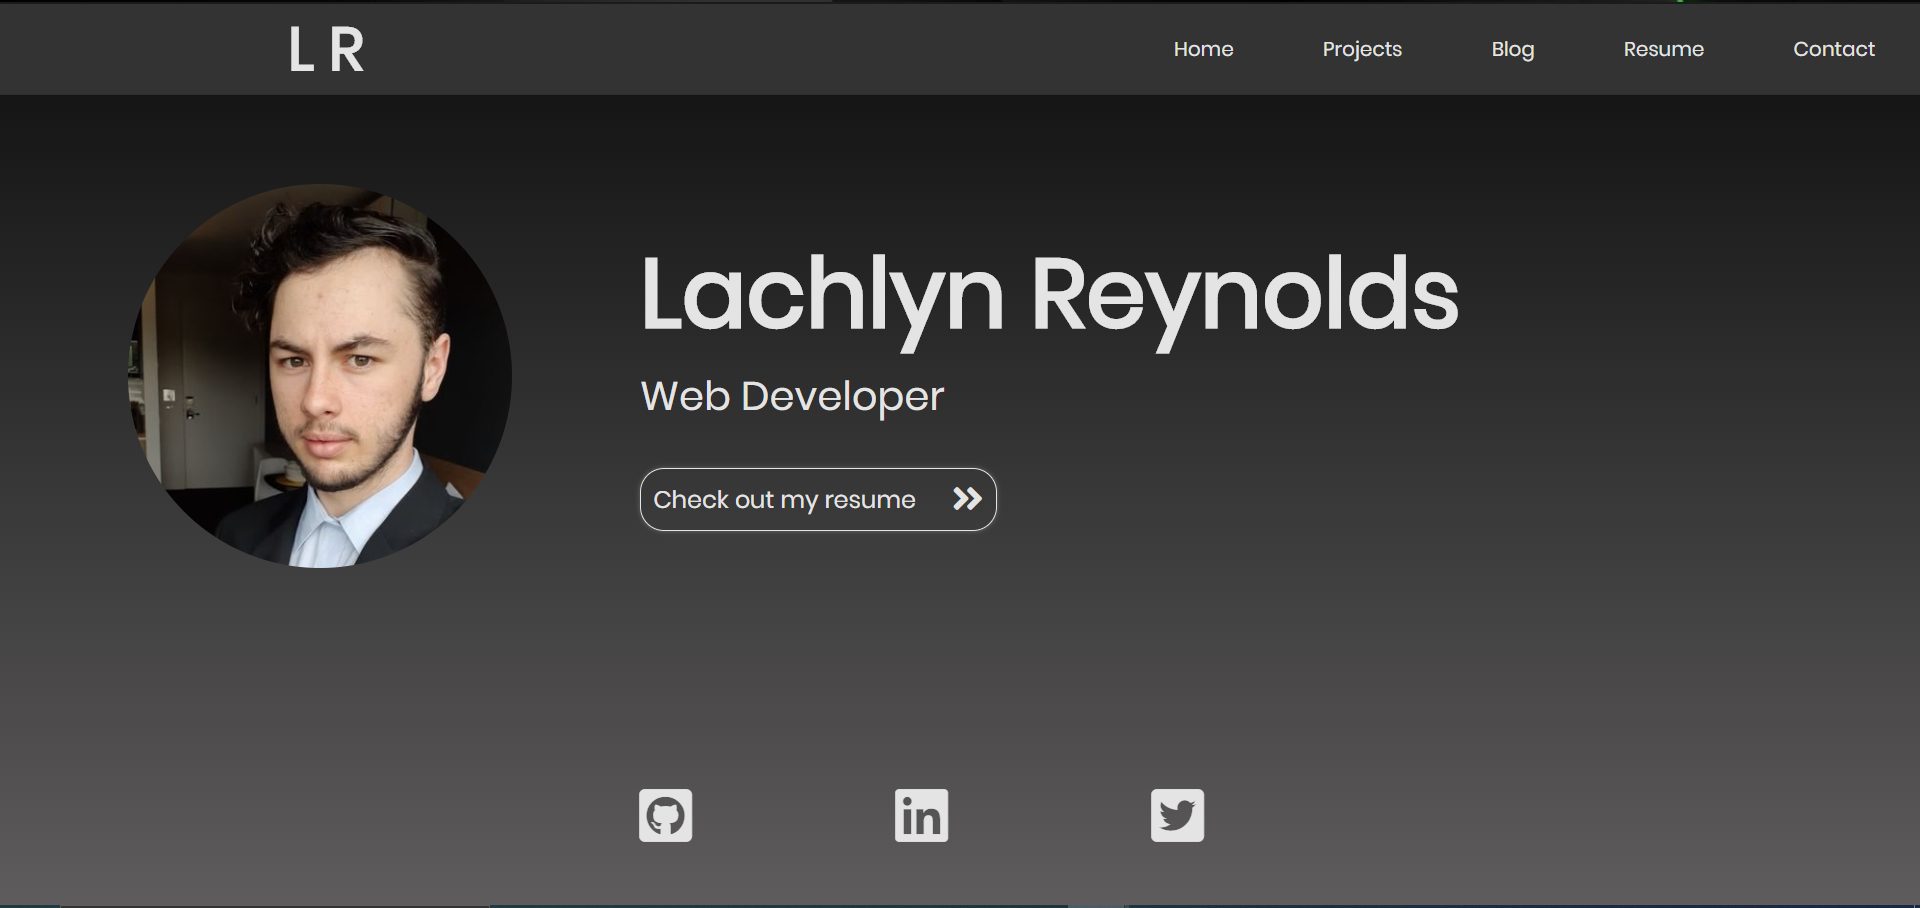 L R
Home Projects Blog Resume Contact
Lachlyn Reynolds
Web Developer
Check out my resume
in